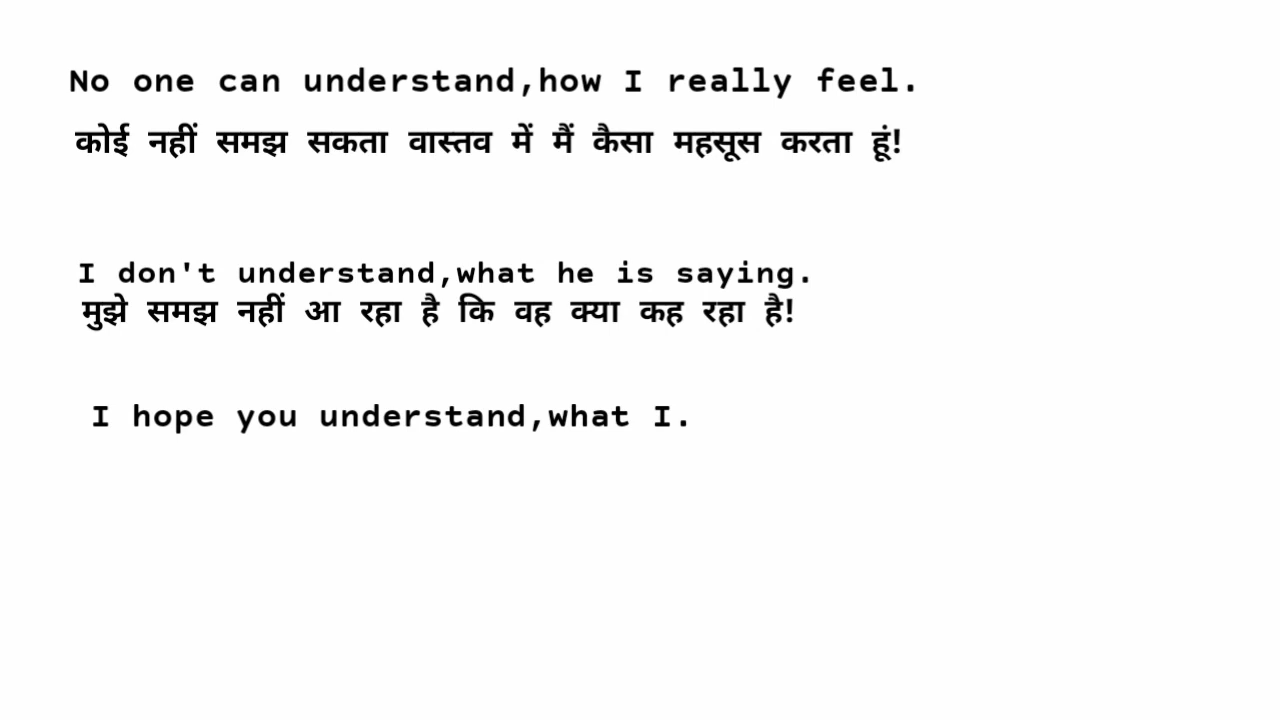 No one can understand,how I really feel.
कोई नहीं समझ सकता वास्तव में मैं कैसा महसूस करता हूं!
I don't understand,what he is saying.
मुझे समझ नहीं आ रहा है कि वह क्या कह रहा है!
I hope you understand,what I.